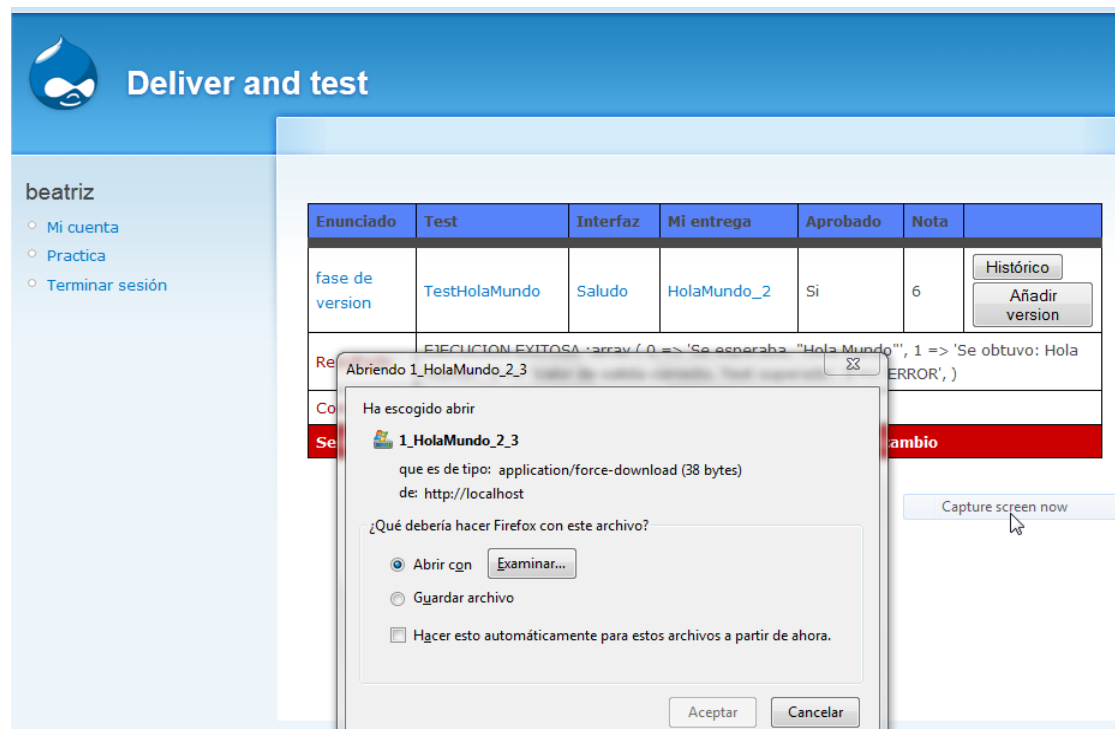 Deliver and test
beatriz
Mi cuenta
Practica
Terminar sesión
Enunciado Test Interfaz Mi entrega Aprobado Nota
fase de version TestHolaMundo Saludo HolaMundo_2 Si 6 Histórico
Añadir version
EJECUCION EXITOSA :array ( 0 => 'Se esperaba "Hola Mundo"', 1 => 'Se obtuvo: Hola
ERROR', )
Abriendo 1_HolaMundo_2_3
Ha escogido abrir
1_HolaMundo_2_3
que es de tipo: application/force-download (38 bytes)
de: http://localhost
¿Qué debería hacer Firefox con este archivo?
Abrir con Examinar...
Guardar archivo
Hacer esto automáticamente para estos archivos a partir de ahora.
Aceptar Cancelar
Capture screen now